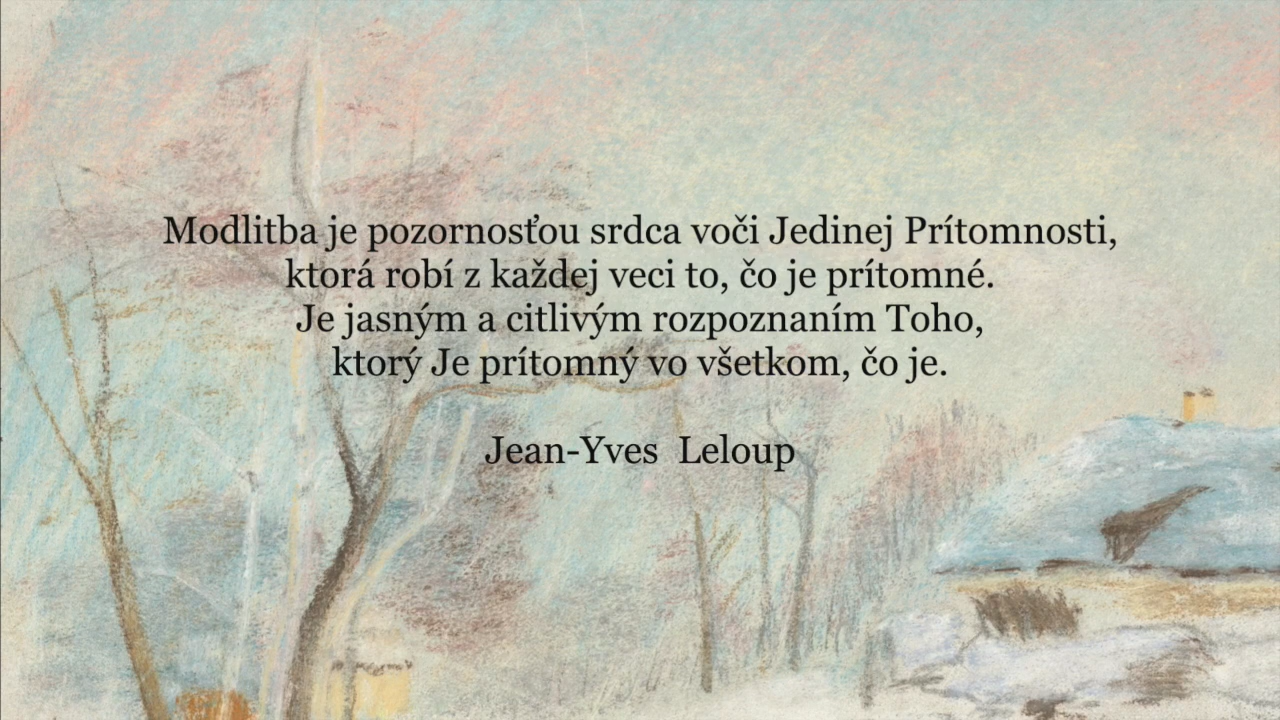 Modlitba je pozornosťou srdca voči Jedinej Prítomnosti,
ktorá robí z každej veci to, čo je prítomné.
Je jasným a citlivým rozpoznaním Toho,
ktorý Je prítomný vo všetkom, čo je.
Jean-Yves Leloup